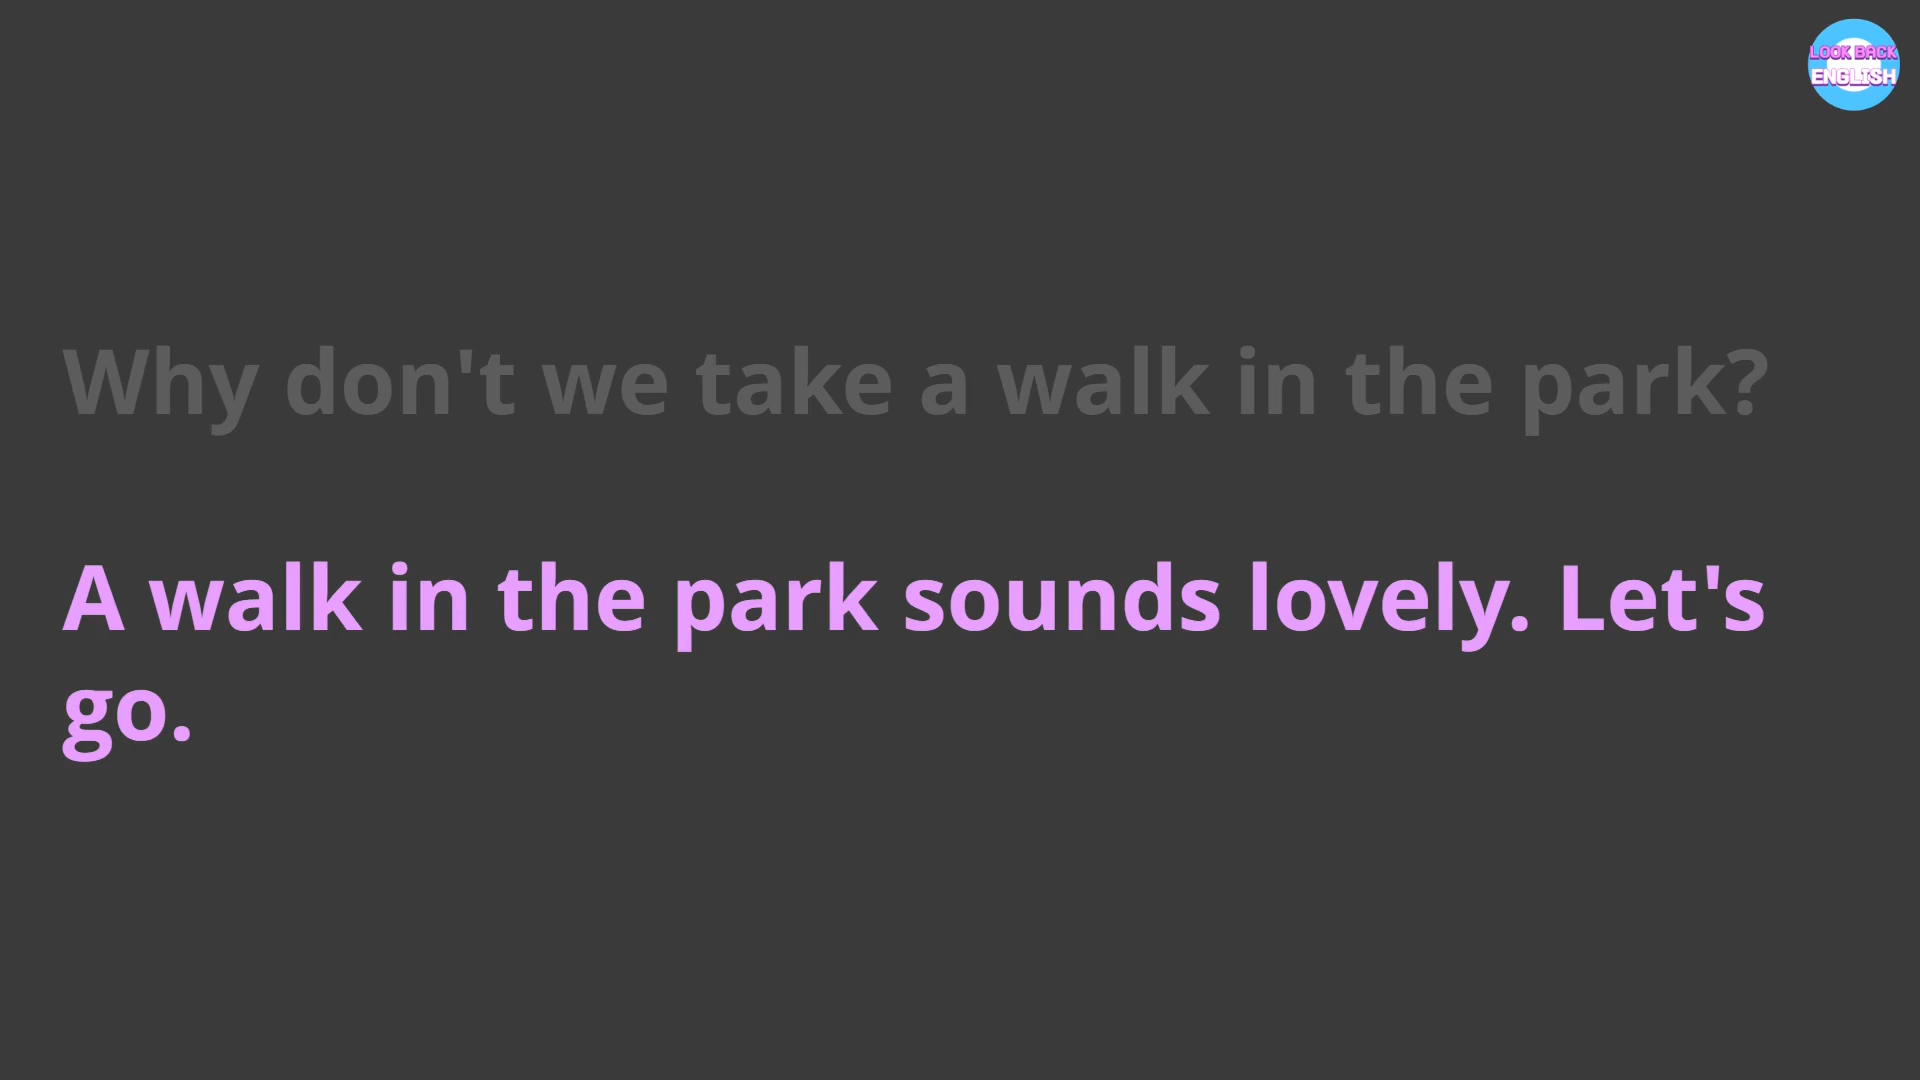 LOOK BACK
ENGLISH
Why don't we take a walk in the park?
A walk in the park sounds lovely. Let's
go.